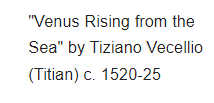 "Venus Rising from the
Sea" by Tiziano Vecellio
(Titian) c. 1520-25